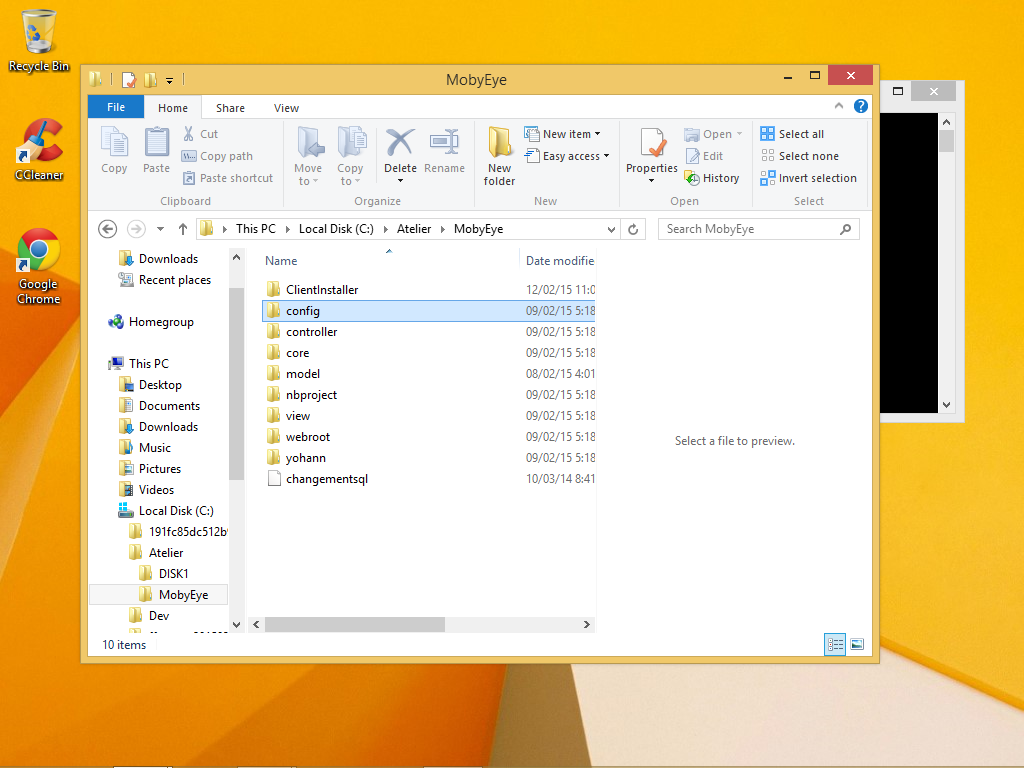 Recycle Bin
CCleaner
Google
Chrome
MobyEye
File Home Share View
Copy
Paste
Cut
Copy path
Paste shortcut
Clipboard
Move
to
Copy
to
Delete
Rename
Organize
New
folder
New item
Easy access
New
Properties
Open
Edit
History
Open
Select all
Select none
Invert selection
Select
This PC Local Disk (C:) Atelier MobyEye
Search MobyEye
Downloads
Recent places
Homegroup
This PC
Desktop
Documents
Downloads
Music
Pictures
Videos
Local Disk (C:)
191fc85dc512b
Atelier
DISK1
MobyEye
Dev
Name Date modifie
ClientInstaller 12/02/15 11:0
config 09/02/15 5:18
controller 09/02/15 5:18
core 09/02/15 5:18
model 08/02/15 4:01
nbproject 09/02/15 5:18
view 09/02/15 5:18
webroot 09/02/15 5:18
yohann 09/02/15 5:18
changementsql 10/03/14 8:41
Select a file to preview.
10 items